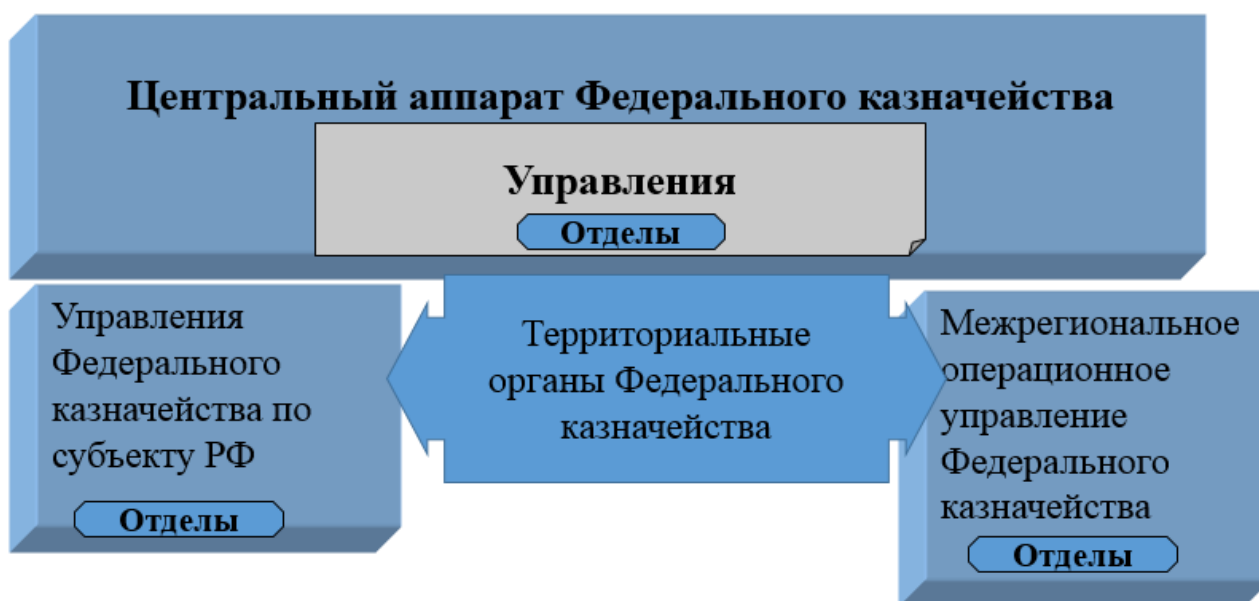 Центральный аппарат Федерального казначейства
Управления
Отделы
Управления
Федерального
казначейства по
субъекту РФ
Отделы
Территориальные
органы Федерального
казначейства
Межрегиональное
операционное
управление
Федерального
казначейства
Отделы